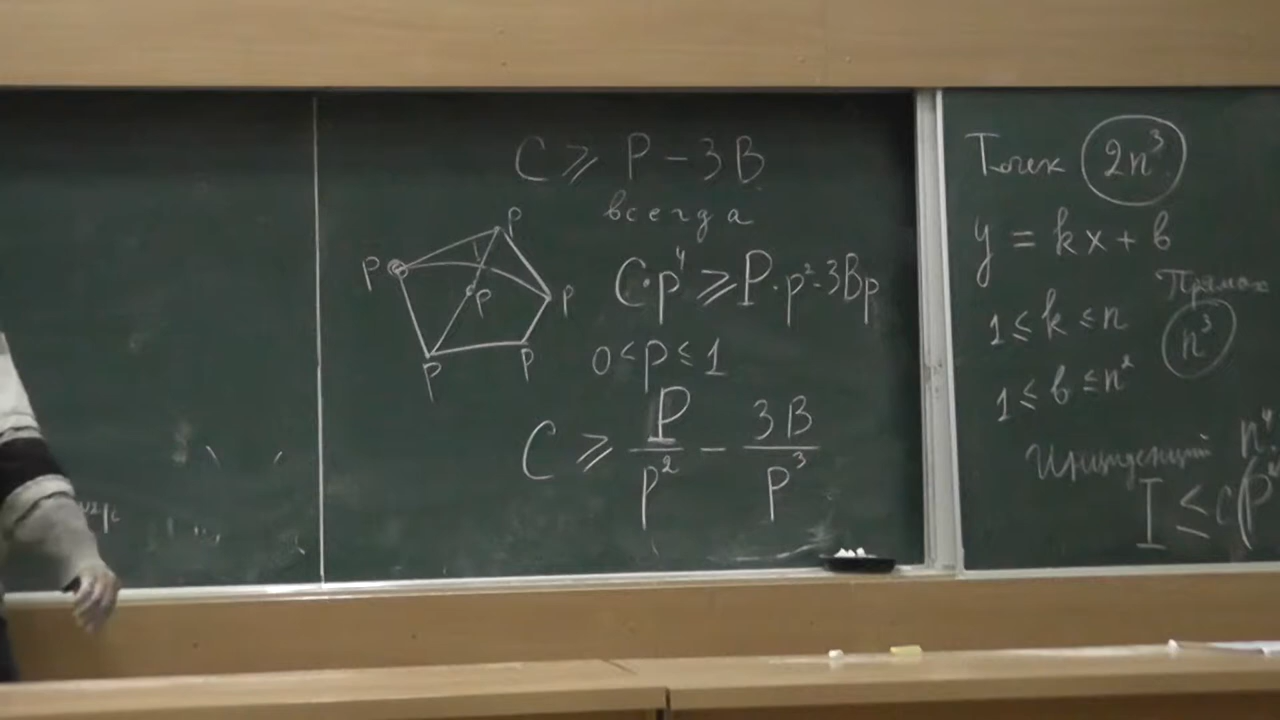 C ⩾ P − 3B
всегда
P
P
P
P
P
P
C·p⁴ ⩾ P·p² − 3Bp
0 < p ≤ 1
C ⩾ P/p² − 3B/p³
Точек 2n³
y = kx + b
Прямых
1 ≤ k ≤ n
n³
1 ≤ b ≤ n²
Инциденций n⁴
I ≤ c(P